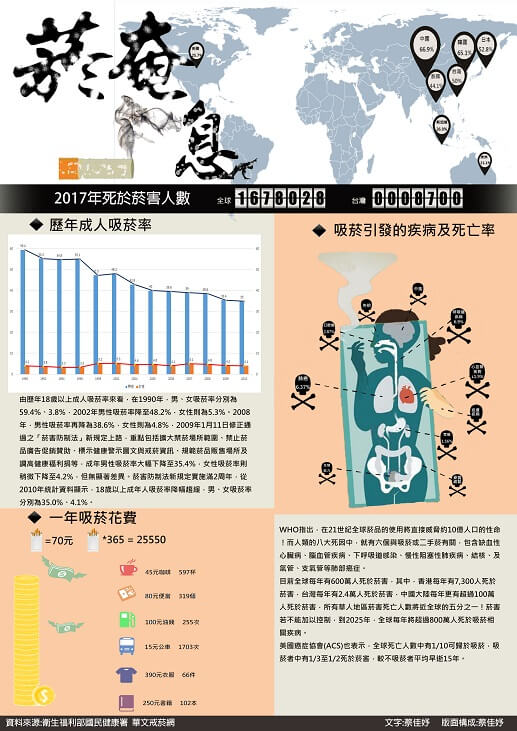 菸奄一息
中國
66.9%
韓國
65.1%
日本
52.8%
台灣
50%
2017年死於菸害人數
全球
1678028
台灣
0008700
歷年成人吸菸率
吸菸引發的疾病及死亡率
肺癌
6.37%
由歷年18歲以上成人吸菸率來看，在1990年，男、女吸菸率分別為
59.4%、3.8%，2002年男性吸菸率降至48.2%，女性則為5.3%。2008
年，男性吸菸率再降為38.6%，女性為4.8%。2009年1月11日修正通
過之「菸害防制法」新規定上路，重點包括擴大禁菸場所範圍、禁止菸
品廣告促銷贊助、標示健康警示圖文與戒菸資訊、規範菸品販售場所及
調高健康福利捐等，成年男性吸菸率大幅下降至35.4%，女性吸菸率則
稍微下降至4.2%，但無顯著差異。菸害防制法新規定實施滿2周年，從
2010年統計資料顯示，18歲以上成年人吸菸率降幅趨緩，男、女吸菸率
分別為35.0%、4.1%。
一年吸菸花費
=70元
*365 = 25550
45元咖啡 597杯
80元便當 319個
100元油錢 255次
15元公車 1703次
390元衣服 66件
250元書籍 102本
WHO指出，在21世紀全球菸品的使用將直接威脅約10億人口的性命
！而人類的八大死因中，就有六個與吸菸或二手菸有關，包含缺血性
心臟病、腦血管疾病、下呼吸道感染、慢性阻塞性肺疾病、結核、及
氣管、支氣管等肺部癌症。
目前全球每年有600萬人死於菸害，其中，香港每年有7,300人死於
菸害，台灣每年有2.4萬人死於菸害，中國大陸每年更有超過100萬
人死於菸害，所有華人地區菸害死亡人數將近全球的五分之一！菸害
若不能加以控制，到2025年，全球每年將超過800萬人死於吸菸相
關疾病。
美國癌症協會(ACS)也表示，全球死亡人數中有1/10可歸於吸菸，吸
菸者中有1/3至1/2死於菸害，較不吸菸者平均早逝15年。
資料來源:衛生福利部國民健康署 華文戒菸網
文字:蔡佳妤 版面構成:蔡佳妤